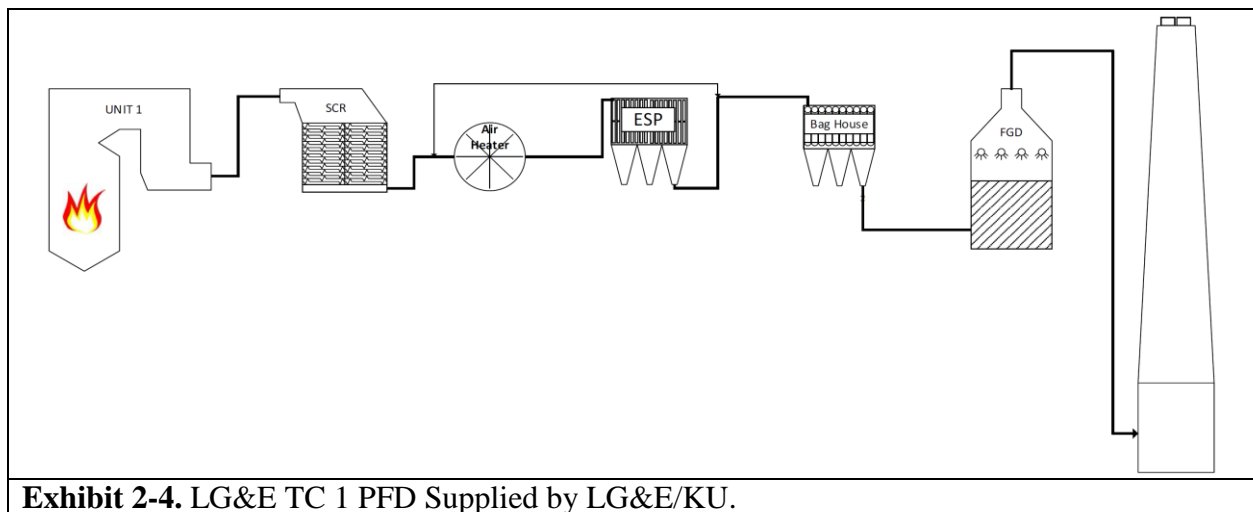 UNIT 1
SCR
Air
Heater
ESP
Bag House
FGD
Exhibit 2-4. LG&E TC 1 PFD Supplied by LG&E/KU.